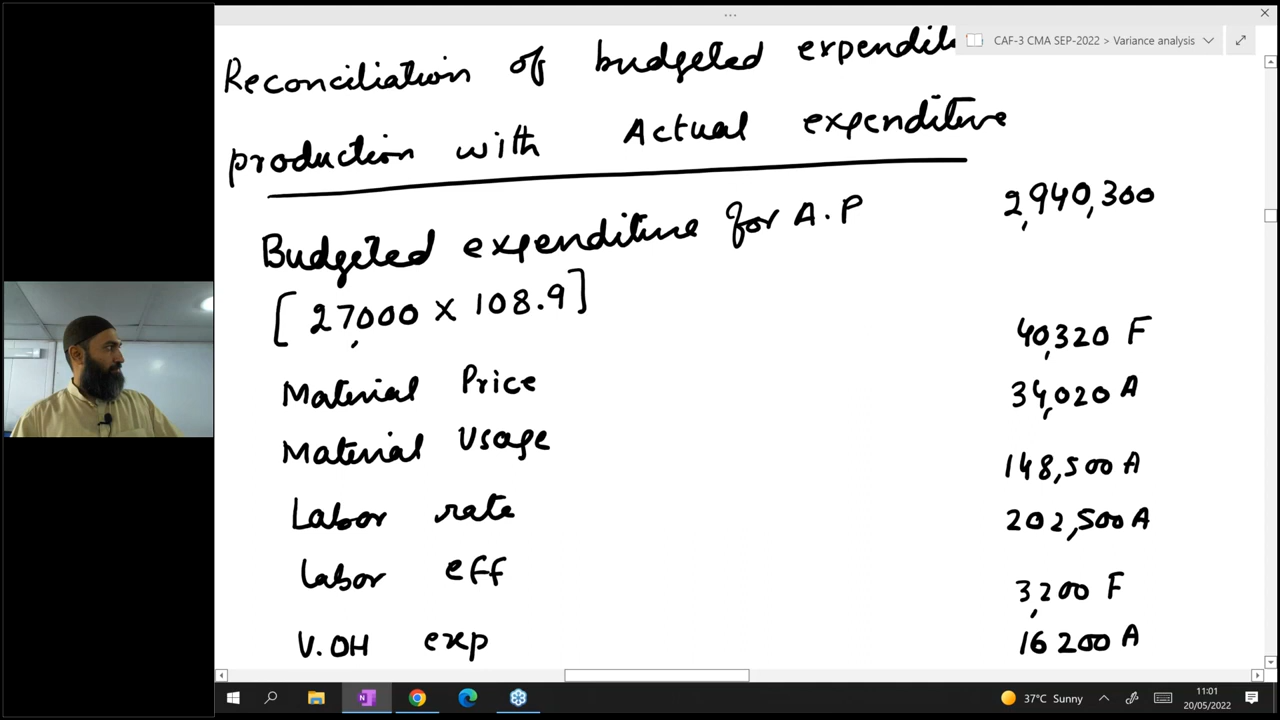 CAF-3 CMA SEP-2022 > Variance analysis
Reconciliation of budgeted
production with Actual expenditure
Budgeted expenditure for A.P 2,940,300
[27,000 × 108.9]
40,320 F
Material Price
34,020 A
Material Usage
148,500 A
Labor rate
202,500 A
Labor eff
3,200 F
V.OH exp
16 200 A
37°C Sunny
11:01
20/05/2022